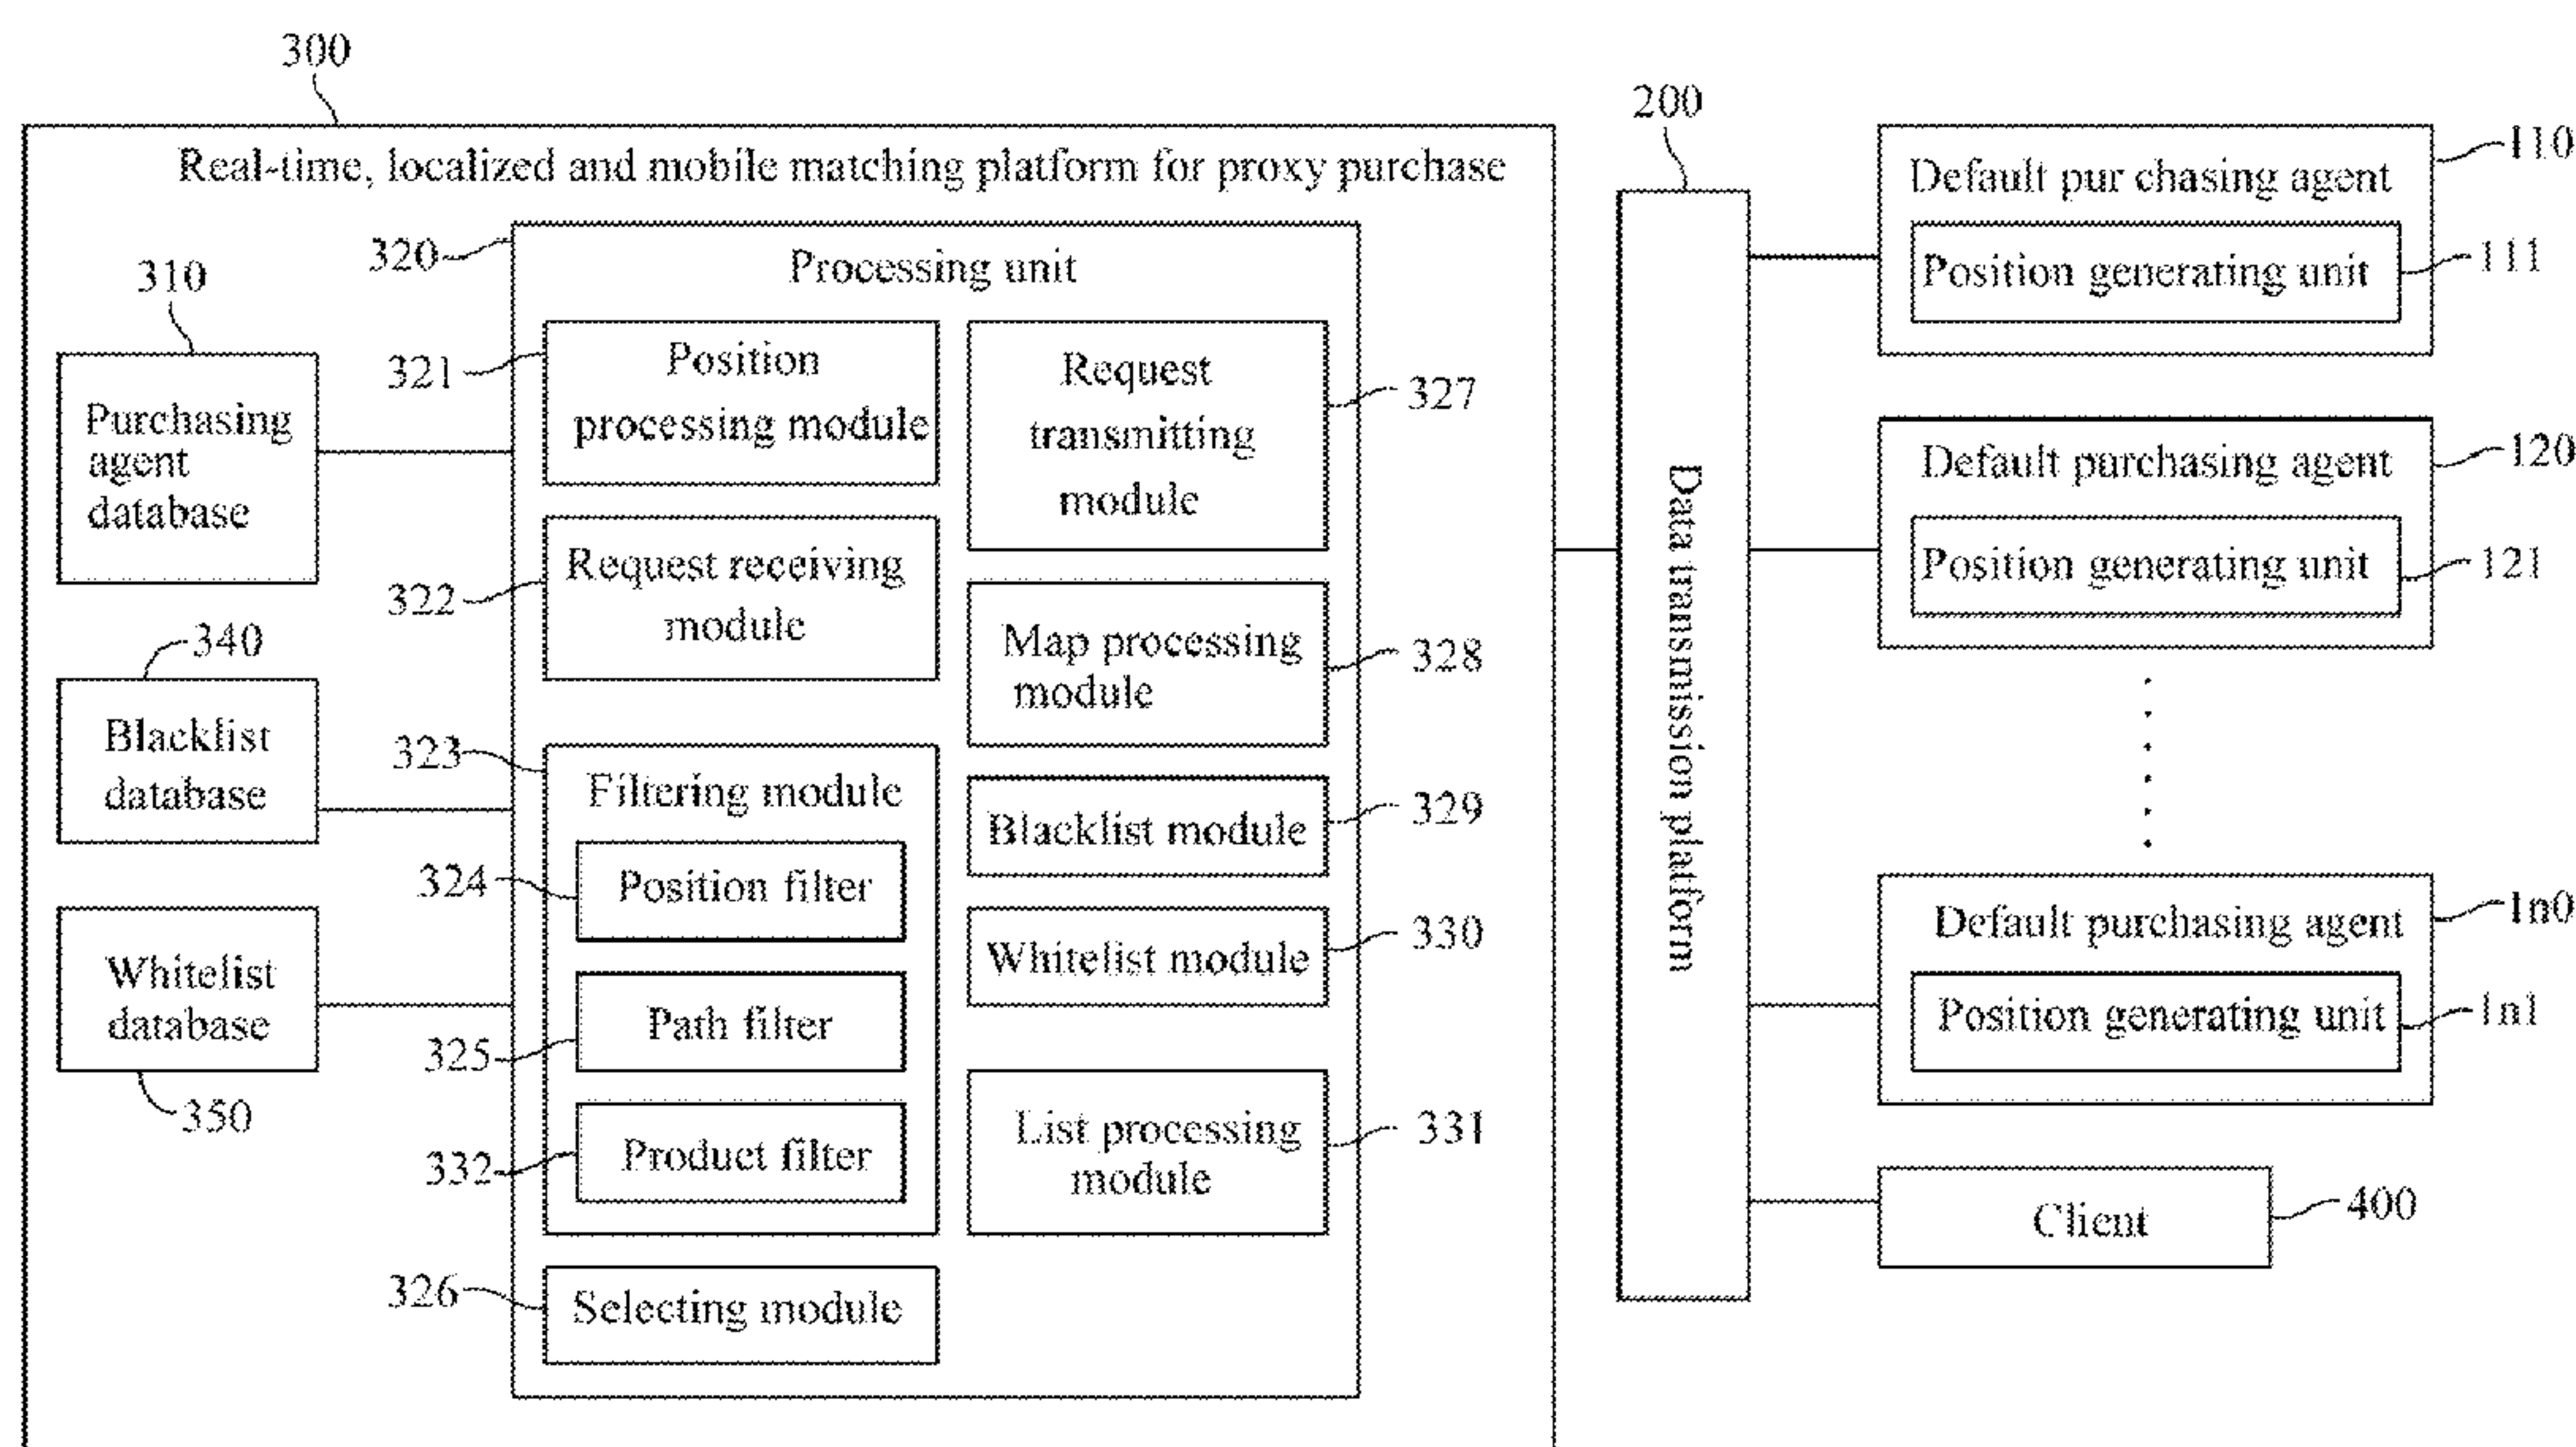 300
Real-time, localized and mobile matching platform for proxy purchase
310
Purchasing
agent
database
340
Blacklist
database
Whitelist
database
350
320
Processing unit
321
Position
processing module
322
Request receiving
module
323
Filtering module
324
Position filter
325
Path filter
332
Product filter
326
Selecting module
Request
transmitting
module
327
Map processing
module
328
Blacklist module
329
Whitelist module
330
List processing
module
331
200
Data transmission platform
110
Default pur chasing agent
Position generating unit
111
120
Default purchasing agent
Position generating unit
121
1n0
Default purchasing agent
Position generating unit
1n1
Client
400